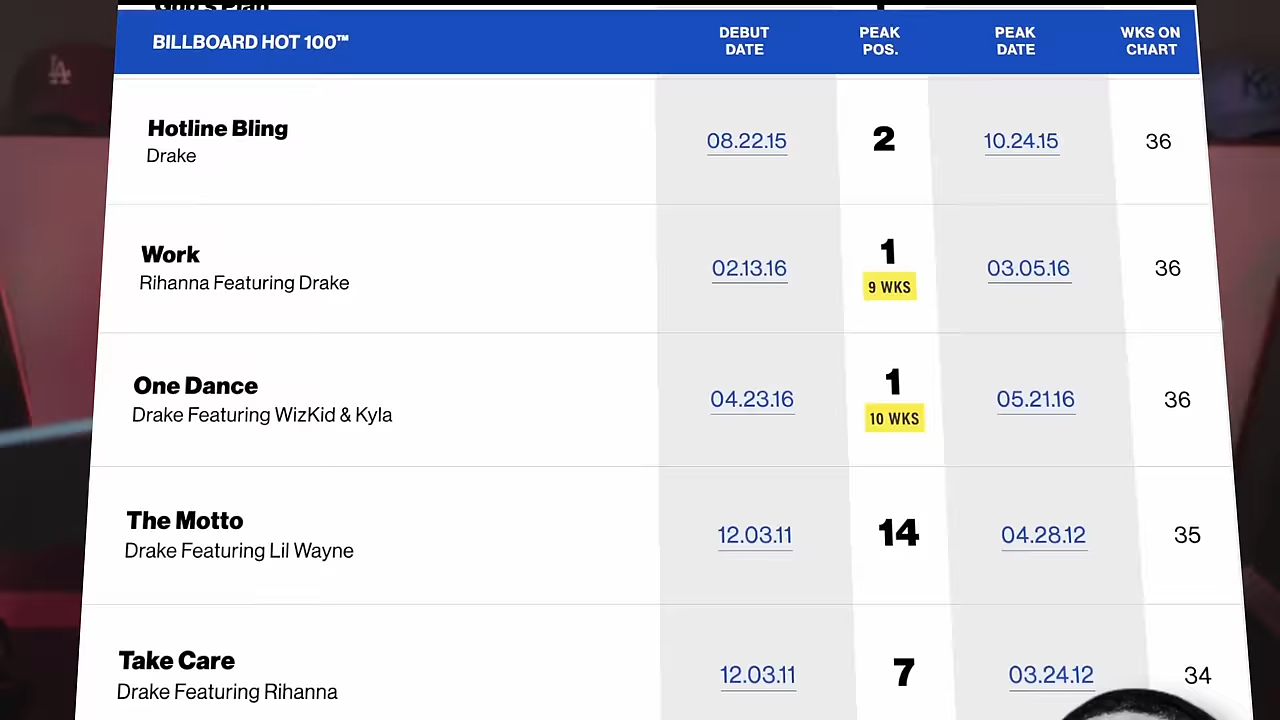 God's Plan
BILLBOARD HOT 100™
DEBUT DATE
PEAK POS.
PEAK DATE
WKS ON CHART
Hotline Bling
Drake
08.22.15
2
10.24.15
36
Work
Rihanna Featuring Drake
02.13.16
1
9 WKS
03.05.16
36
One Dance
Drake Featuring WizKid & Kyla
04.23.16
1
10 WKS
05.21.16
36
The Motto
Drake Featuring Lil Wayne
12.03.11
14
04.28.12
35
Take Care
Drake Featuring Rihanna
12.03.11
7
03.24.12
34
LA